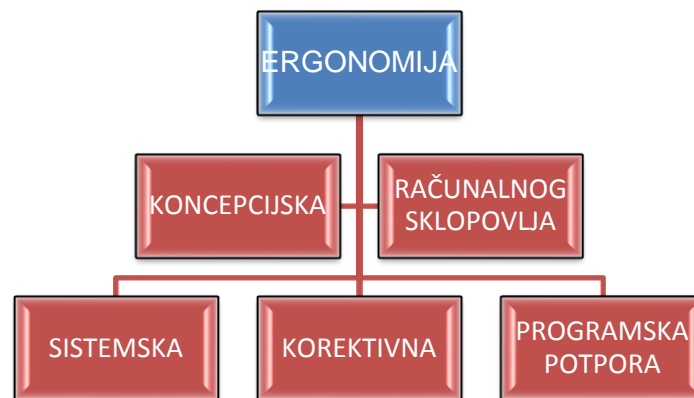 ERGONOMIJA
KONCEPCIJSKA
RAČUNALNOG
SKLOPOVLJA
SISTEMSKA
KOREKTIVNA
PROGRAMSKA
POTPORA